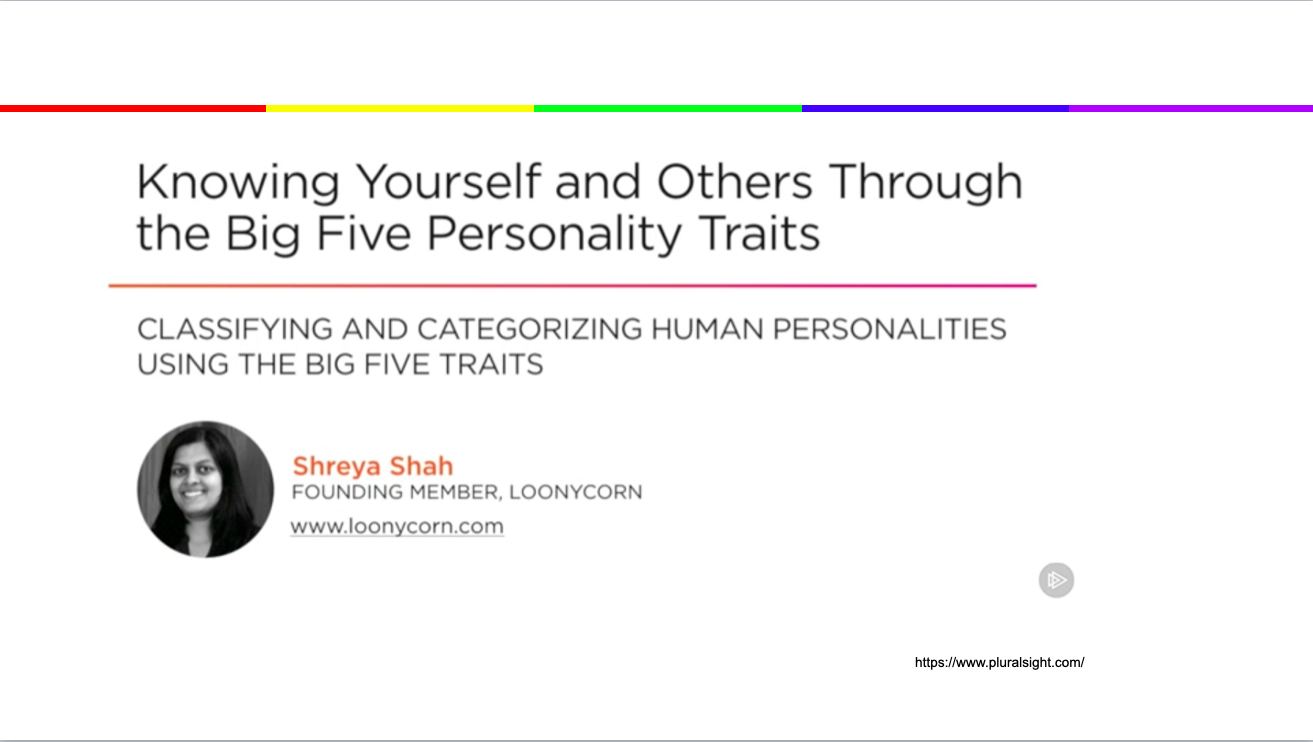 Knowing Yourself and Others Through
the Big Five Personality Traits
CLASSIFYING AND CATEGORIZING HUMAN PERSONALITIES
USING THE BIG FIVE TRAITS
Shreya Shah
FOUNDING MEMBER, LOONYCORN
www.loonycorn.com
https://www.pluralsight.com/